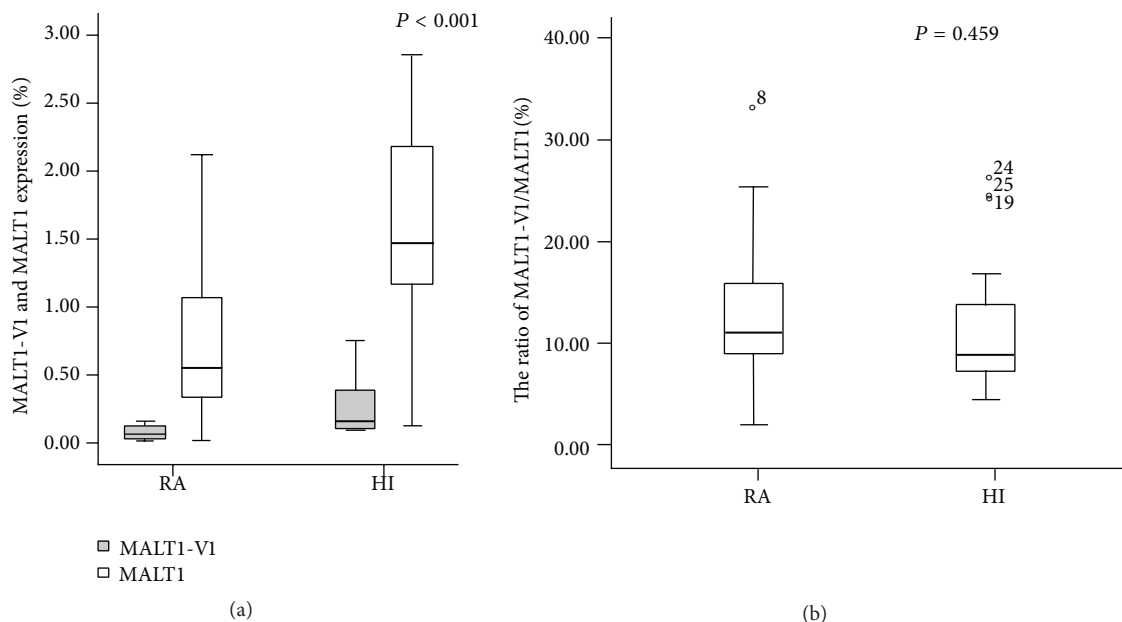 P < 0.001
MALT1-V1 and MALT1 expression (%)
3.00
2.50
2.00
1.50
1.00
0.50
0.00
RA
HI
MALT1-V1
MALT1
(a)
P = 0.459
The ratio of MALT1-V1/MALT1(%)
40.00
30.00
20.00
10.00
0.00
8
24
25
19
RA
HI
(b)